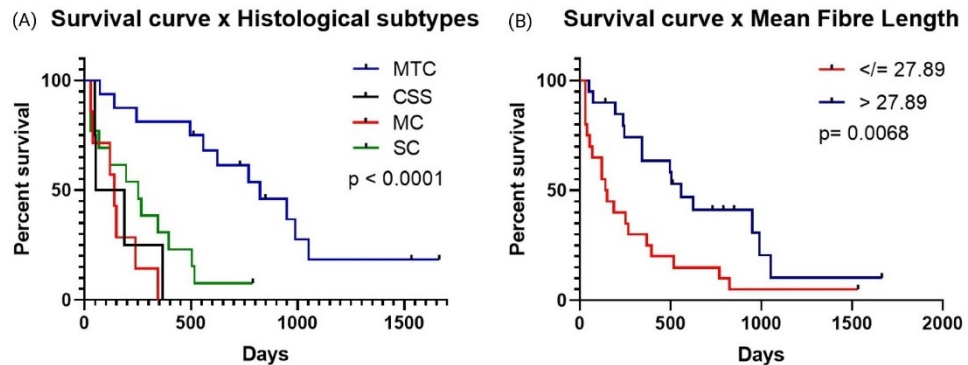 (A) Survival curve x Histological subtypes
Percent survival
100
50
0
0 500 1000 1500
Days
MTC
CSS
MC
SC
p < 0.0001
(B) Survival curve x Mean Fibre Length
Percent survival
100
50
0
0 500 1000 1500 2000
Days
</= 27.89
> 27.89
p= 0.0068